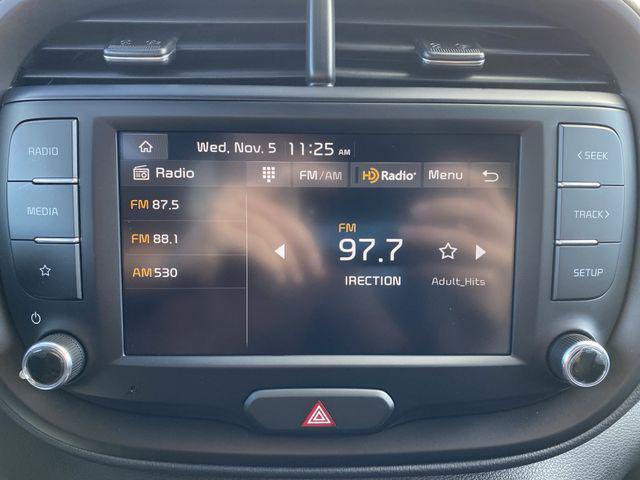 Wed, Nov. 5 11:25 AM
RADIO
MEDIA
Radio
FM/AM
HD Radio
Menu
FM 87.5
FM 88.1
AM 530
FM
97.7
IRECTION
Adult_Hits
< SEEK
TRACK >
SETUP